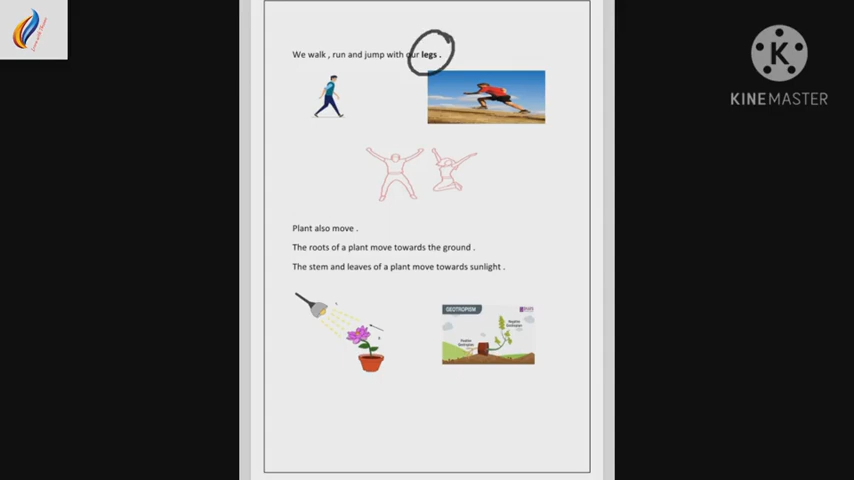 KINEMASTER
We walk , run and jump with our legs .
Plant also move .
The roots of a plant move towards the ground .
The stem and leaves of a plant move towards sunlight .
GEOTROPISM